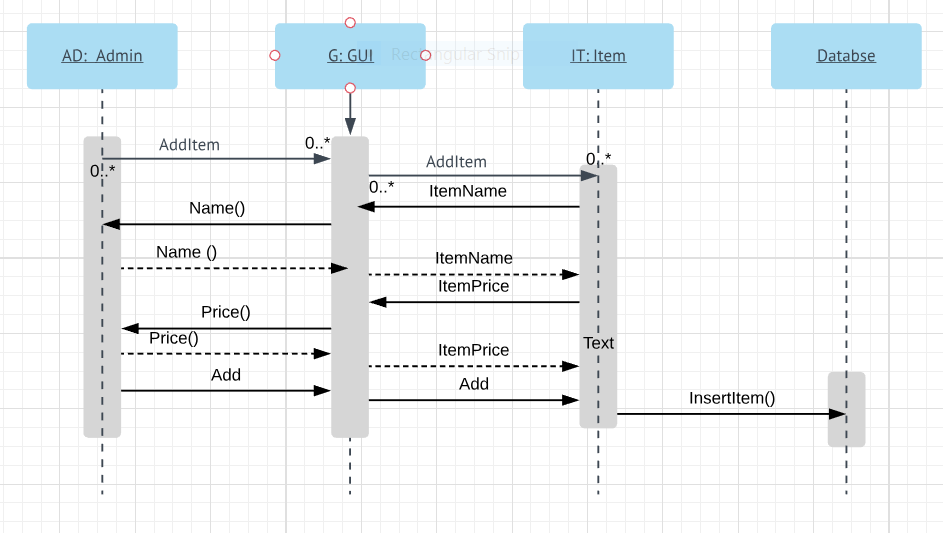 AD:  Admin
G: GUI
Rectangular Snip
IT: Item
Databse
AddItem
0..*
0..*
AddItem
0..*
0..*
ItemName
Name()
Name ()
ItemName
ItemPrice
Price()
Price()
Text
ItemPrice
Add
Add
InsertItem()